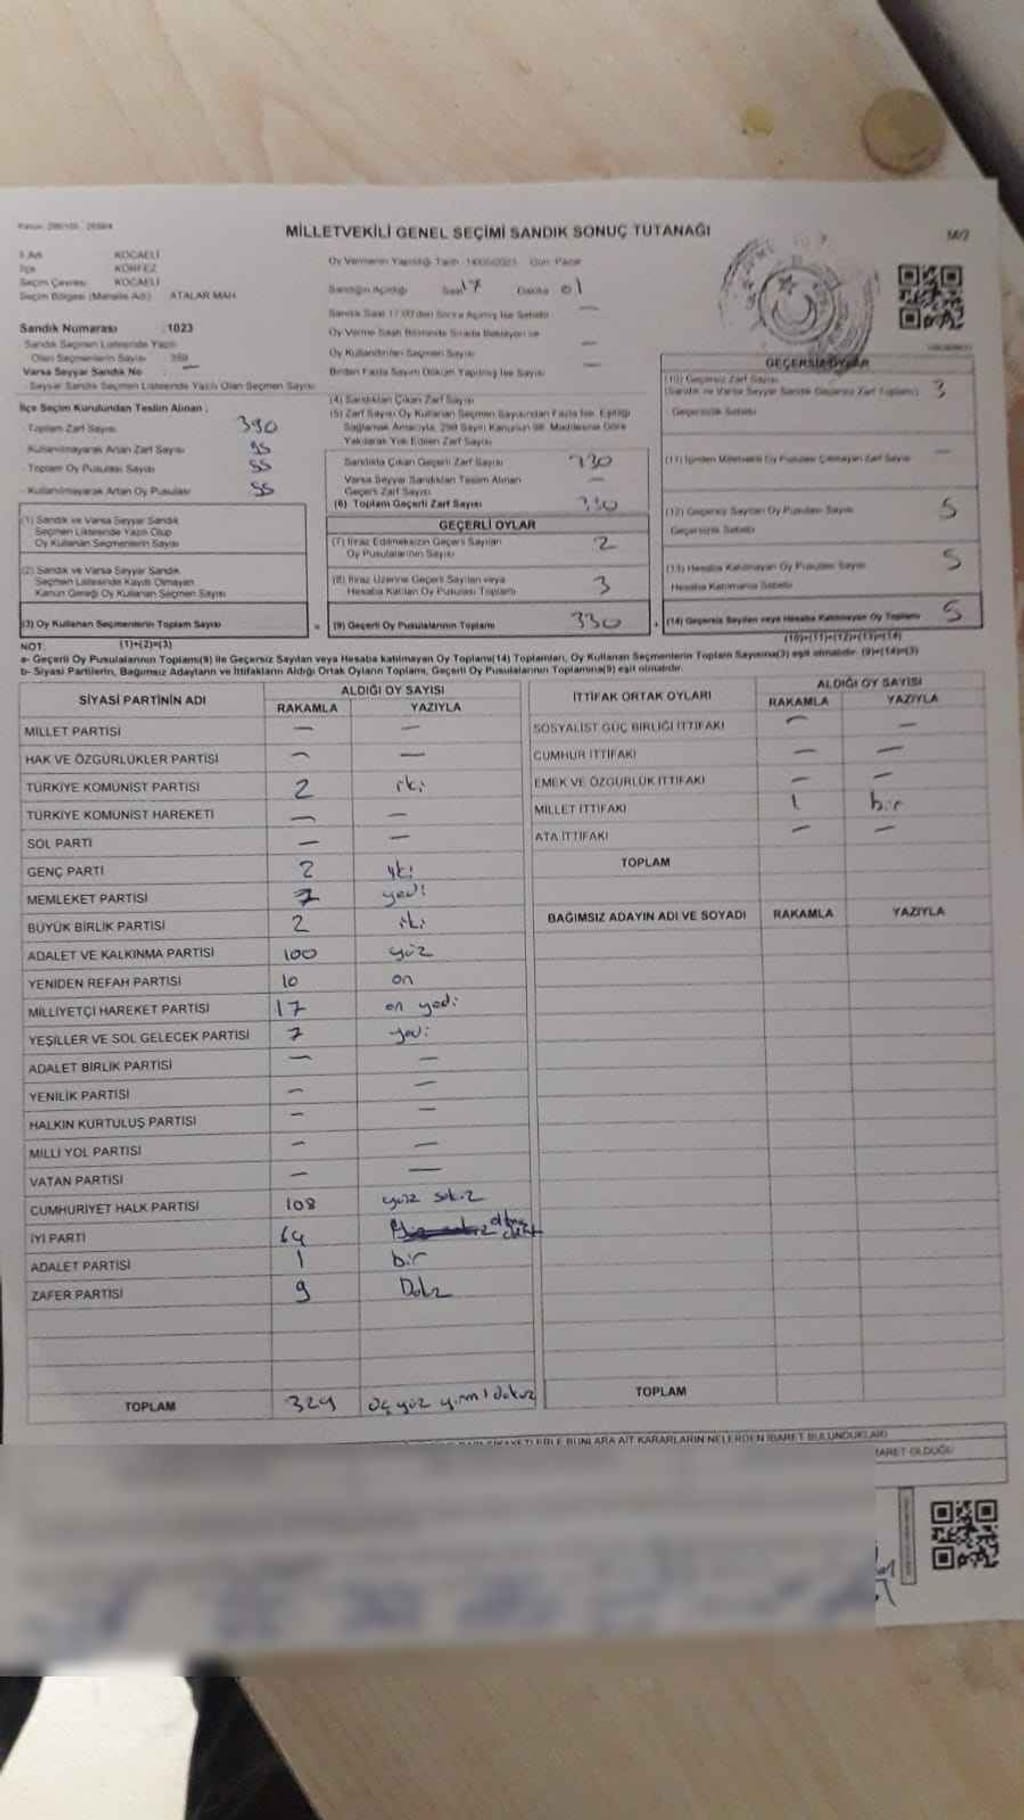 MİLLETVEKİLİ GENEL SEÇİMİ SANDIK SONUÇ TUTANAĞI
M/2
İl Adı KOCAELİ
İlçe KÖRFEZ
Seçim Çevresi KOCAELİ
Seçim Bölgesi (Mahalle Adı) ATALAR MAH
Oy Vermenin Yapıldığı Tarih Gün: Pazar
Sandığın Açıldığı Saat 17 Dakika 01
Sandık Numarası 1023
Sandık Seçmen Listesinde Yazılı
Olan Seçmenlerin Sayısı
Varsa Seyyar Sandık No —
Seyyar Sandık Seçmen Listesinde Yazılı Olan Seçmen Sayısı
Sandık Saat 17:00'den Sonra Açılmış İse Sebebi —
Oy Verme Saati Bitiminde Sırada Bekleyen ve
Oy Kullandırılan Seçmen Sayısı —
Birden Fazla Sayım Döküm Yapılmış İse Sayısı —
İlçe Seçim Kurulundan Teslim Alınan :
Toplam Zarf Sayısı 390
Kullanılmayarak Artan Zarf Sayısı 55
Toplam Oy Pusulası Sayısı 55
Kullanılmayarak Artan Oy Pusulası 55
(1) Sandık ve Varsa Seyyar Sandık
Seçmen Listesinde Yazılı Olup
Oy Kullanan Seçmenlerin Sayısı
(2) Sandık ve Varsa Seyyar Sandık
Seçmen Listesinde Kayıtlı Olmayan
Kanun Gereği Oy Kullanan Seçmen Sayısı
(3) Oy Kullanan Seçmenlerin Toplam Sayısı
(4) Sandıktan Çıkan Zarf Sayısı
(5) Zarf Sayısı Oy Kullanan Seçmen Sayısından Fazla İse, Eşitliği
Sağlamak Amacıyla, 298 Sayılı Kanunun 98. Maddesine Göre
Yakılarak Yok Edilen Zarf Sayısı
Sandıkta Çıkan Geçerli Zarf Sayısı 330
Varsa Seyyar Sandıktan Teslim Alınan
Geçerli Zarf Sayısı —
(6) Toplam Geçerli Zarf Sayısı 330
GEÇERLİ OYLAR
(7) İtiraz Edilmeksizin Geçerli Sayılan
Oy Pusulalarının Sayısı 2
(8) İtiraz Üzerine Geçerli Sayılan veya
Hesaba Katılan Oy Pusulası Toplamı 3
= (9) Geçerli Oy Pusulalarının Toplamı 330
GEÇERSİZ OYLAR
(10) Geçersiz Zarf Sayısı
(Sandık ve Varsa Seyyar Sandık Geçersiz Zarf Toplamı) 3
Geçersizlik Sebebi
(11) İçinden Milletvekili Oy Pusulası Çıkmayan Zarf Sayısı —
(12) Geçersiz Sayılan Oy Pusulası Sayısı 5
Geçersizlik Sebebi
(13) Hesaba Katılmayan Oy Pusulası Sayısı 5
Hesaba Katılmama Sebebi
+ (14) Geçersiz Sayılan veya Hesaba Katılmayan Oy Toplamı 5
NOT: (1)+(2)=(3) (10)+(11)+(12)+(13)=(14)
a- Geçerli Oy Pusulalarının Toplamı(9) ile Geçersiz Sayılan veya Hesaba katılmayan Oy Toplamı(14) Toplamları, Oy Kullanan Seçmenlerin Toplam Sayısına(3) eşit olmalıdır. (9)+(14)=(3)
b- Siyasi Partilerin, Bağımsız Adayların ve İttifakların Aldığı Ortak Oyların Toplamı, Geçerli Oy Pusulalarının Toplamına(9) eşit olmalıdır.
SİYASİ PARTİNİN ADI ALDIĞI OY SAYISI
RAKAMLA YAZIYLA
MİLLET PARTİSİ — —
HAK VE ÖZGÜRLÜKLER PARTİSİ — —
TÜRKİYE KOMÜNİST PARTİSİ 2 iki
TÜRKİYE KOMÜNİST HAREKETİ — —
SOL PARTİ — —
GENÇ PARTİ 2 iki
MEMLEKET PARTİSİ 7 yedi
BÜYÜK BİRLİK PARTİSİ 2 iki
ADALET VE KALKINMA PARTİSİ 100 yüz
YENİDEN REFAH PARTİSİ 10 on
MİLLİYETÇİ HAREKET PARTİSİ 17 on yedi
YEŞİLLER VE SOL GELECEK PARTİSİ 7 yedi
ADALET BİRLİK PARTİSİ — —
YENİLİK PARTİSİ — —
HALKIN KURTULUŞ PARTİSİ — —
MİLLİ YOL PARTİSİ — —
VATAN PARTİSİ — —
CUMHURİYET HALK PARTİSİ 108 yüz sekiz
İYİ PARTİ 64 altmış dört
ADALET PARTİSİ 1 bir
ZAFER PARTİSİ 9 Dokz
TOPLAM 329 üç yüz yirmi dokuz
İTTİFAK ORTAK OYLARI ALDIĞI OY SAYISI
RAKAMLA YAZIYLA
SOSYALİST GÜÇ BİRLİĞİ İTTİFAKI — —
CUMHUR İTTİFAKI — —
EMEK VE ÖZGÜRLÜK İTTİFAKI — —
MİLLET İTTİFAKI 1 bir
ATA İTTİFAKI — —
TOPLAM
BAĞIMSIZ ADAYIN ADI VE SOYADI RAKAMLA YAZIYLA
TOPLAM
BUNLARA AİT KARARLARIN NELERDEN İBARET BULUNDUKLARI
İBARET OLDUĞU